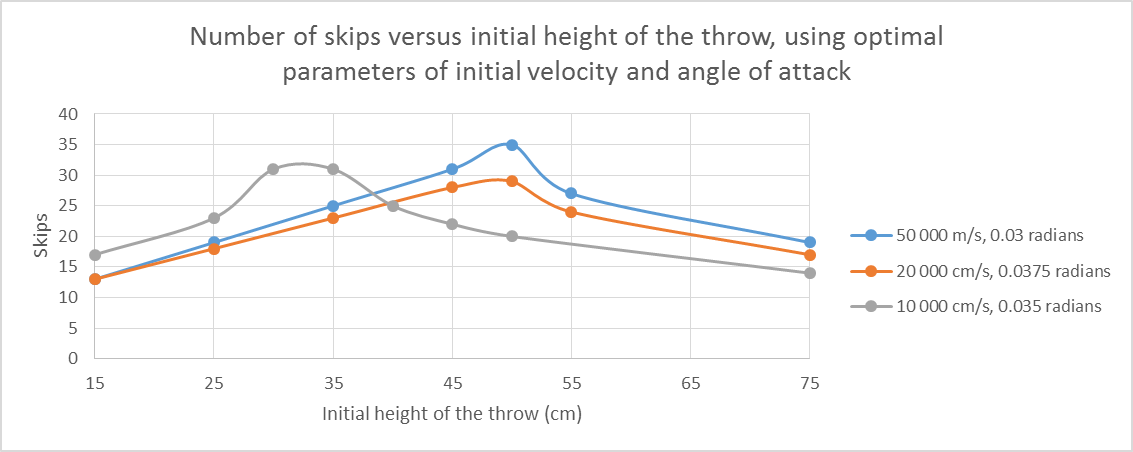 Number of skips versus initial height of the throw, using optimal
parameters of initial velocity and angle of attack
40
35
30
25
20
15
10
5
0
Skips
15 25 35 45 55 65 75
Initial height of the throw (cm)
50 000 m/s, 0.03 radians
20 000 cm/s, 0.0375 radians
10 000 cm/s, 0.035 radians